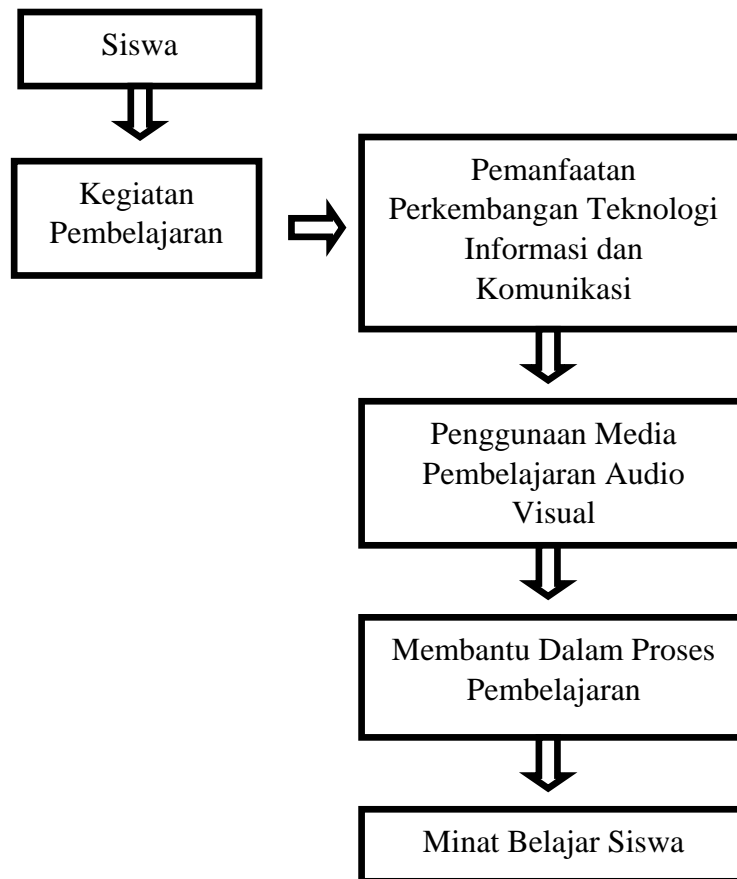 Siswa
Kegiatan
Pembelajaran
Pemanfaatan
Perkembangan Teknologi
Informasi dan
Komunikasi
Penggunaan Media
Pembelajaran Audio
Visual
Membantu Dalam Proses
Pembelajaran
Minat Belajar Siswa